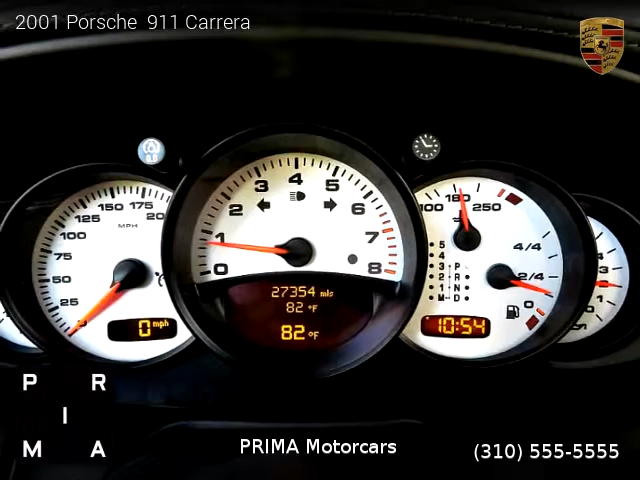 2001 Porsche 911 Carrera
0 25 50 75 100 125 150 175 20
MPH
0 mph
0 1 2 3 4 5 6 7 8
27354 mls
82 °F
82 °F
100 180 250
5
4
3 P
2 R
1 N
M D
4/4
2/4
0
10:54
P R
I
M A
PRIMA Motorcars
(310) 555-5555